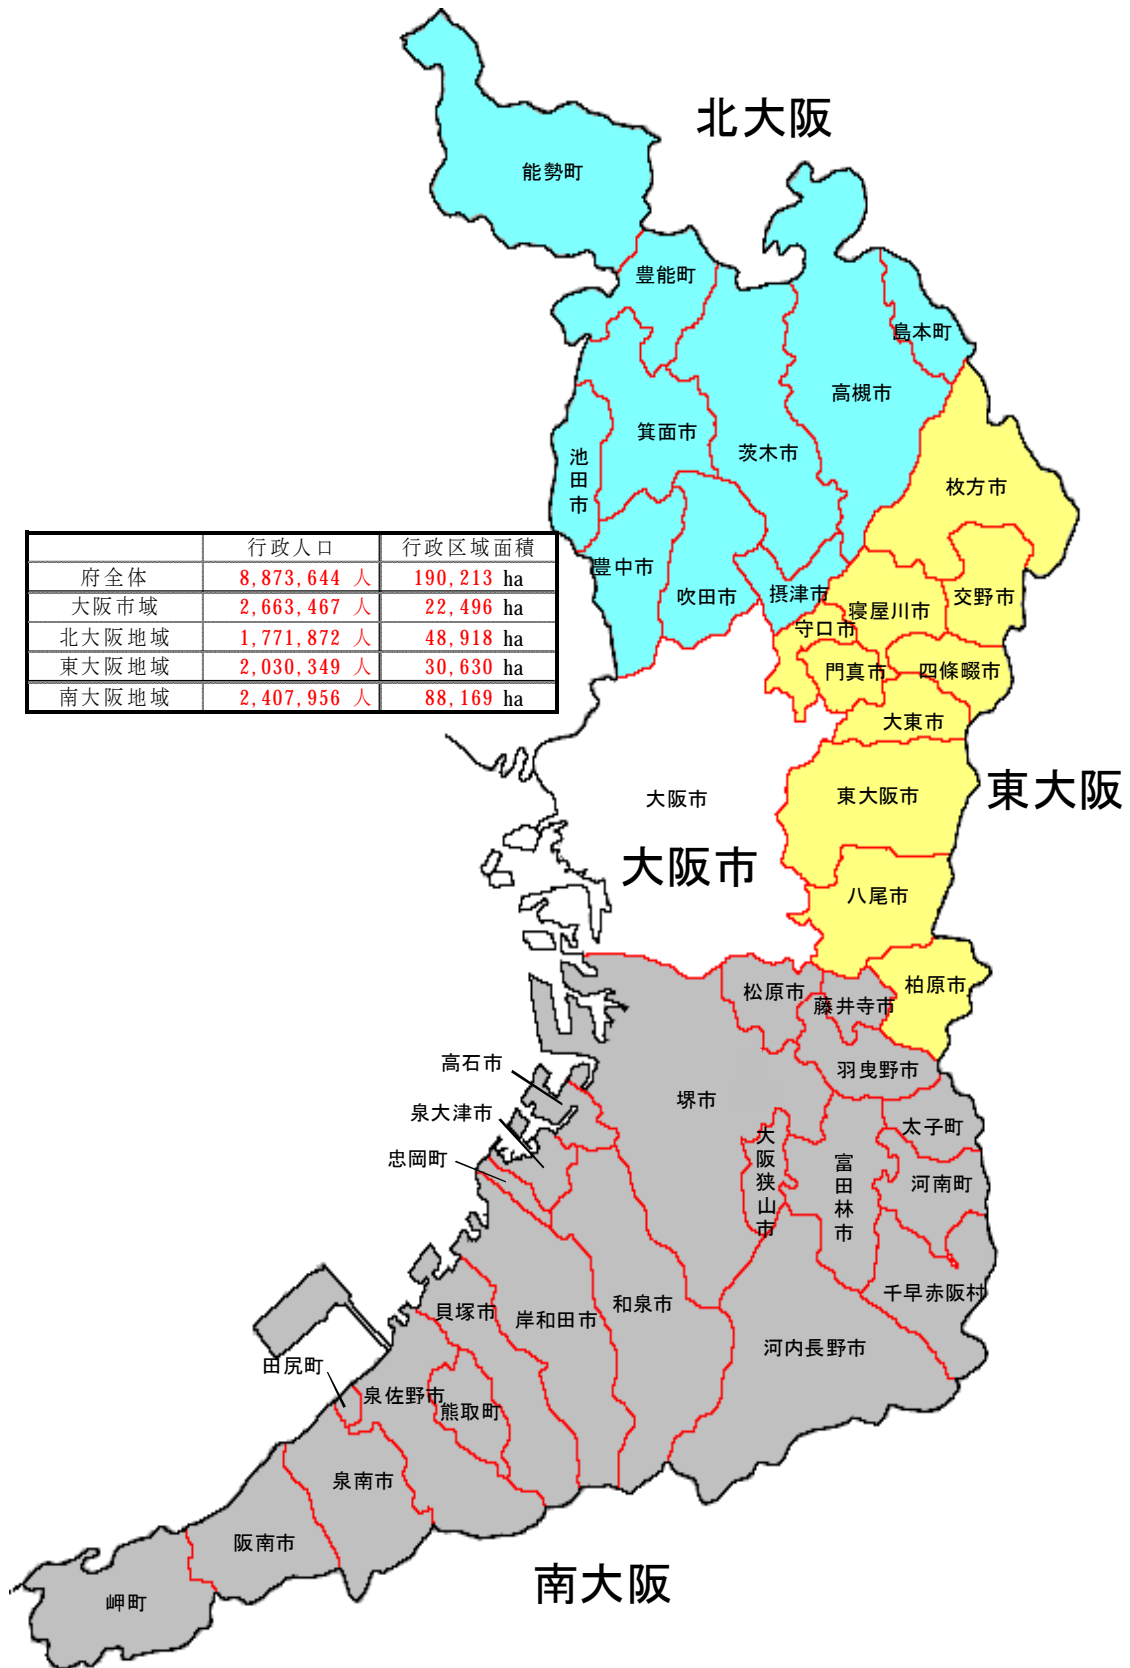 北大阪
能勢町
豊能町
島本町
高槻市
箕面市
茨木市
池田市
枚方市
豊中市
吹田市
摂津市
交野市
寝屋川市
守口市
門真市
四條畷市
大東市
行政人口 行政区域面積
府全体 8,873,644 人 190,213 ha
大阪市域 2,663,467 人 22,496 ha
北大阪地域 1,771,872 人 48,918 ha
東大阪地域 2,030,349 人 30,630 ha
南大阪地域 2,407,956 人 88,169 ha
東大阪
大阪市
東大阪市
大阪市
八尾市
柏原市
松原市
藤井寺市
高石市
羽曳野市
堺市
泉大津市
太子町
忠岡町
大阪狭山市
富田林市
河南町
千早赤阪村
和泉市
岸和田市
貝塚市
河内長野市
田尻町
泉佐野市
熊取町
泉南市
阪南市
岬町
南大阪